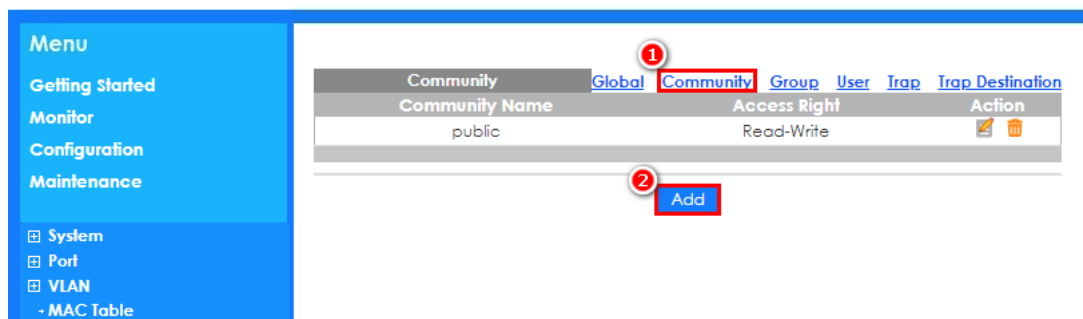 Menu
Getting Started
Monitor
Configuration
Maintenance
System
Port
VLAN
MAC Table
1
Community Global Community Group User Trap Trap Destination
Community Name Access Right Action
public Read-Write
2
Add